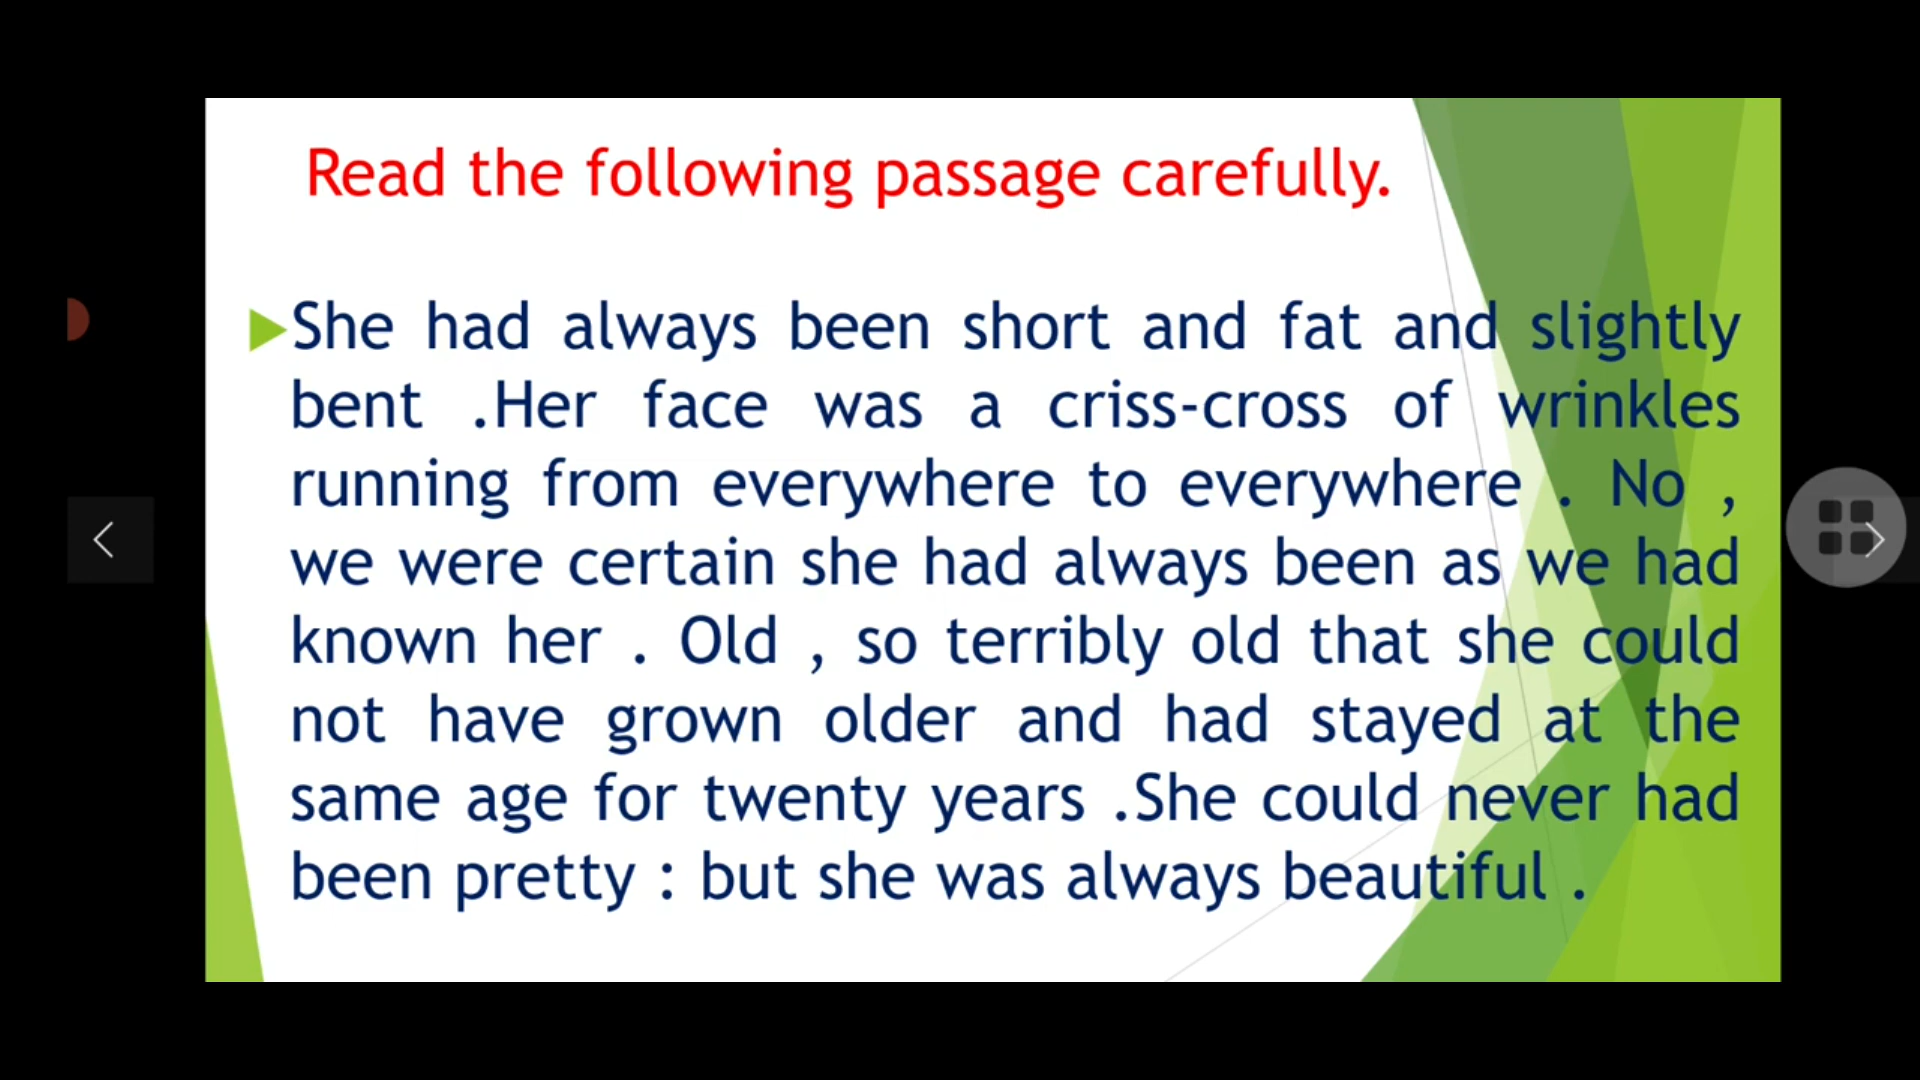 Read the following passage carefully.
She had always been short and fat and slightly
bent .Her face was a criss-cross of wrinkles
running from everywhere to everywhere . No ,
we were certain she had always been as we had
known her . Old , so terribly old that she could
not have grown older and had stayed at the
same age for twenty years .She could never had
been pretty : but she was always beautiful .